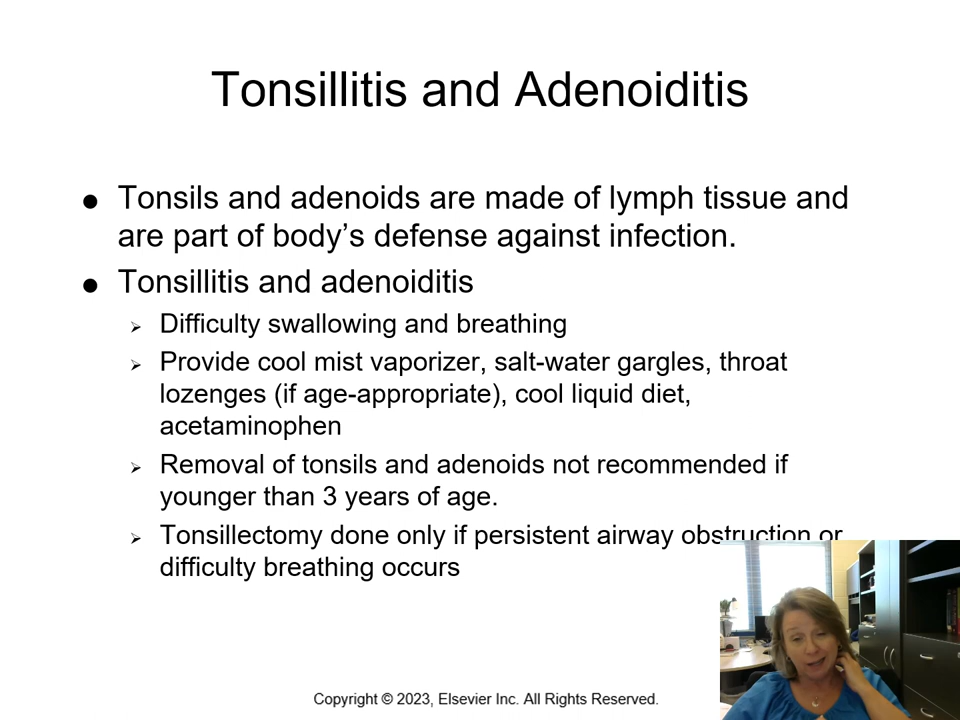 Tonsillitis and Adenoiditis
● Tonsils and adenoids are made of lymph tissue and
are part of body’s defense against infection.
● Tonsillitis and adenoiditis
➢ Difficulty swallowing and breathing
➢ Provide cool mist vaporizer, salt-water gargles, throat
lozenges (if age-appropriate), cool liquid diet,
acetaminophen
➢ Removal of tonsils and adenoids not recommended if
younger than 3 years of age.
➢ Tonsillectomy done only if persistent airway obstruction or
difficulty breathing occurs
Copyright © 2023, Elsevier Inc. All Rights Reserved.